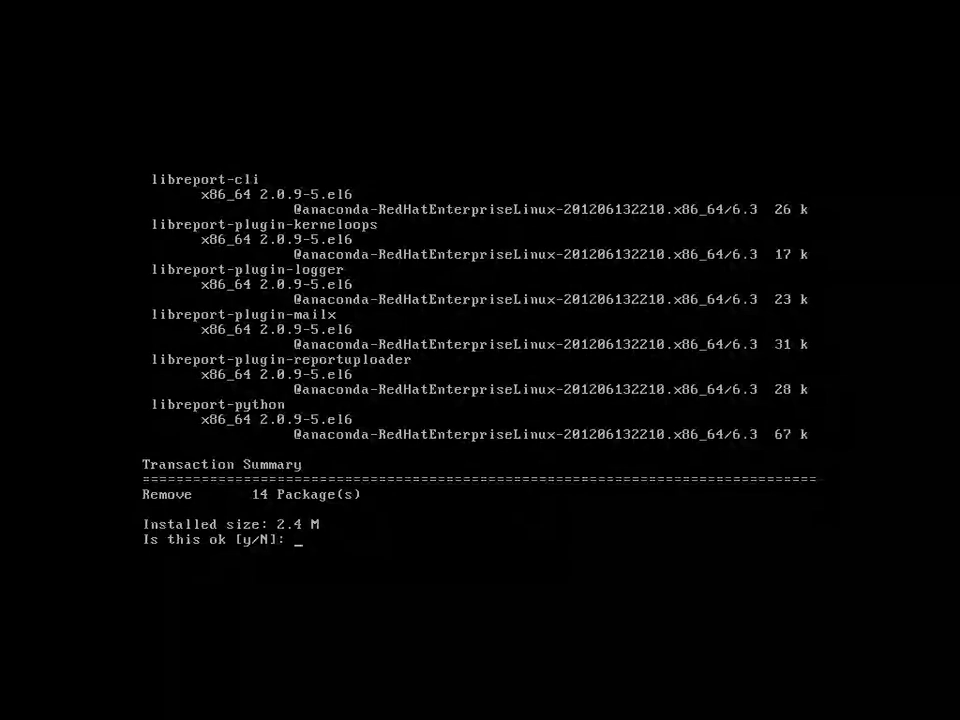 libreport-cli
x86_64 2.0.9-5.el6
@anaconda-RedHatEnterpriseLinux-201206132210.x86_64/6.3 26 k
libreport-plugin-kerneloops
x86_64 2.0.9-5.el6
@anaconda-RedHatEnterpriseLinux-201206132210.x86_64/6.3 17 k
libreport-plugin-logger
x86_64 2.0.9-5.el6
@anaconda-RedHatEnterpriseLinux-201206132210.x86_64/6.3 23 k
libreport-plugin-mailx
x86_64 2.0.9-5.el6
@anaconda-RedHatEnterpriseLinux-201206132210.x86_64/6.3 31 k
libreport-plugin-reportuploader
x86_64 2.0.9-5.el6
@anaconda-RedHatEnterpriseLinux-201206132210.x86_64/6.3 28 k
libreport-python
x86_64 2.0.9-5.el6
@anaconda-RedHatEnterpriseLinux-201206132210.x86_64/6.3 67 k
Transaction Summary
================================================================================
Remove 14 Package(s)
Installed size: 2.4 M
Is this ok [y/N]: _